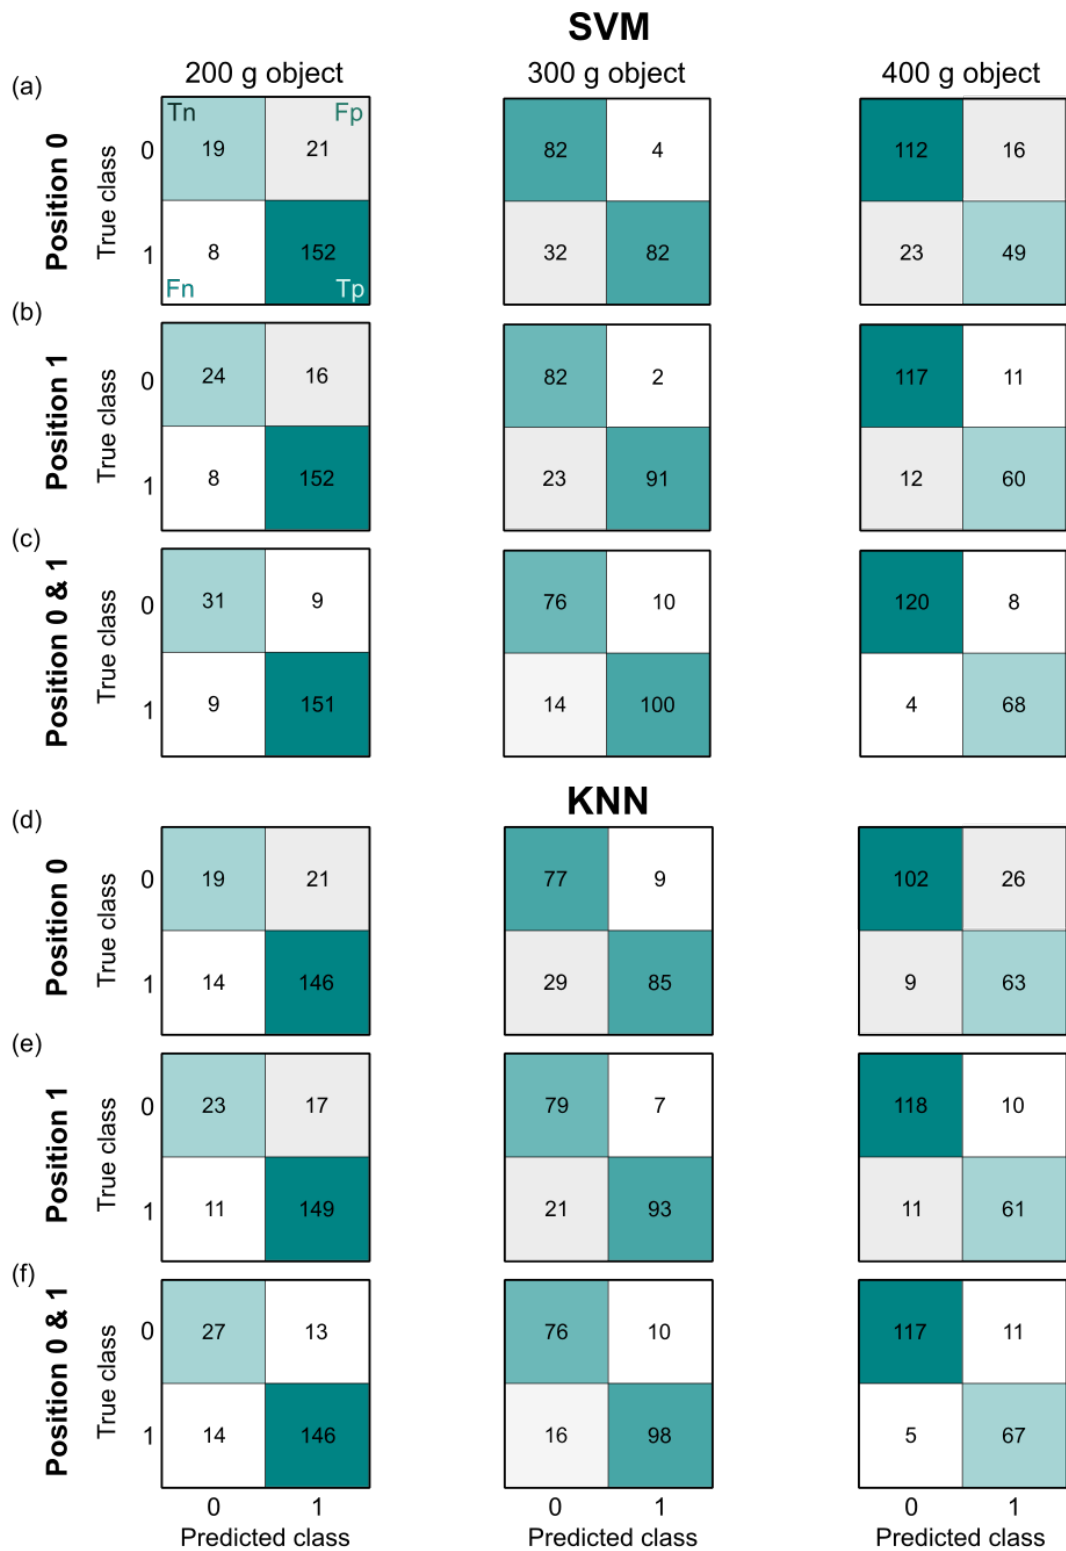 SVM
200 g object 300 g object 400 g object
(a)
Position 0
True class
Tn Fp
0 19 21 82 4 112 16
1 8 152 32 82 23 49
Fn Tp
(b)
Position 1
True class
0 24 16 82 2 117 11
1 8 152 23 91 12 60
(c)
Position 0 & 1
True class
0 31 9 76 10 120 8
1 9 151 14 100 4 68
KNN
(d)
Position 0
True class
0 19 21 77 9 102 26
1 14 146 29 85 9 63
(e)
Position 1
True class
0 23 17 79 7 118 10
1 11 149 21 93 11 61
(f)
Position 0 & 1
True class
0 27 13 76 10 117 11
1 14 146 16 98 5 67
0 1 0 1 0 1
Predicted class Predicted class Predicted class